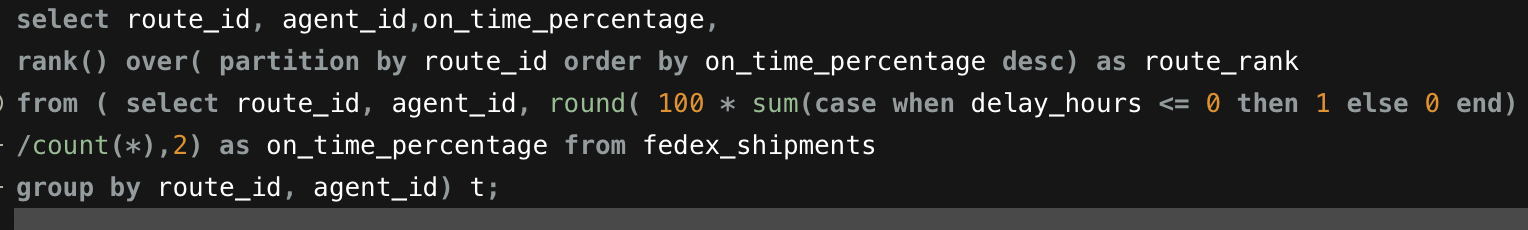 select route_id, agent_id,on_time_percentage,
rank() over( partition by route_id order by on_time_percentage desc) as route_rank
from ( select route_id, agent_id, round( 100 * sum(case when delay_hours <= 0 then 1 else 0 end)
/count(*),2) as on_time_percentage from fedex_shipments
group by route_id, agent_id) t;